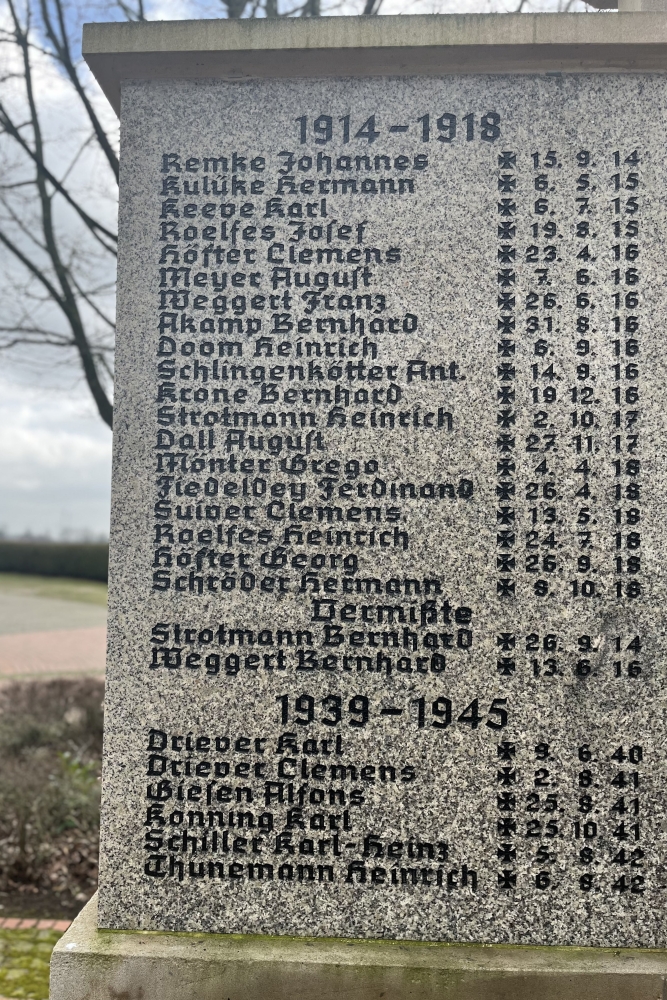 1914-1918
Remke Johannes ✠ 15. 9. 14
Kulüke Hermann ✠ 6. 5. 15
Keeve Karl ✠ 6. 7. 15
Roelfes Josef ✠ 19. 8. 15
Höfter Clemens ✠ 23. 4. 16
Meyer August ✠ 7. 6. 16
Weggert Franz ✠ 26. 6. 16
Akamp Bernhard ✠ 31. 8. 16
Doom Heinrich ✠ 6. 9. 16
Schlingenkötter Ant. ✠ 14. 9. 16
Krone Bernhard ✠ 19 12. 16
Strotmann Heinrich ✠ 2. 10. 17
Dall August ✠ 27. 11. 17
Mönter Grego ✠ 4. 4. 18
Fiedeldey Ferdinand ✠ 26. 4. 18
Suiver Clemens ✠ 13. 5. 18
Roelfes Heinrich ✠ 24. 7. 18
Höfter Georg ✠ 26. 9. 18
Schröder Hermann ✠ 8. 10. 18
Vermißte
Strotmann Bernhard ✠ 26. 9. 14
Weggert Bernhard ✠ 13. 6. 16
1939-1945
Driever Karl ✠ 9. 6. 40
Driever Clemens ✠ 2. 8. 41
Giesen Alfons ✠ 25. 8. 41
Konning Karl ✠ 25. 10. 41
Schiller Karl-Heinz ✠ 5. 8. 42
Thünemann Heinrich ✠ 6. 8. 42